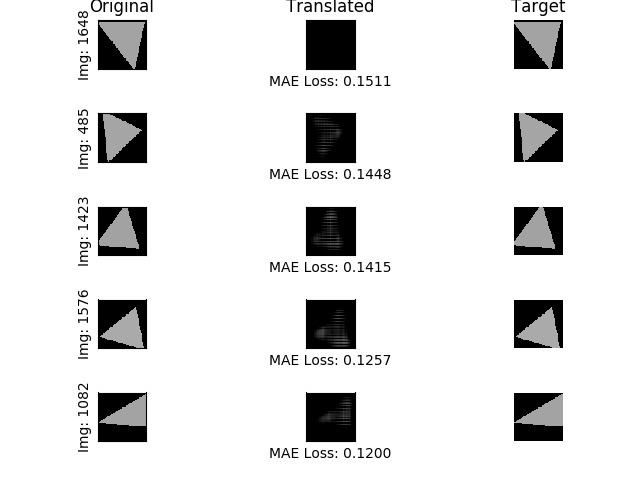 Original Translated Target
Img: 1648
MAE Loss: 0.1511
Img: 485
MAE Loss: 0.1448
Img: 1423
MAE Loss: 0.1415
Img: 1576
MAE Loss: 0.1257
Img: 1082
MAE Loss: 0.1200